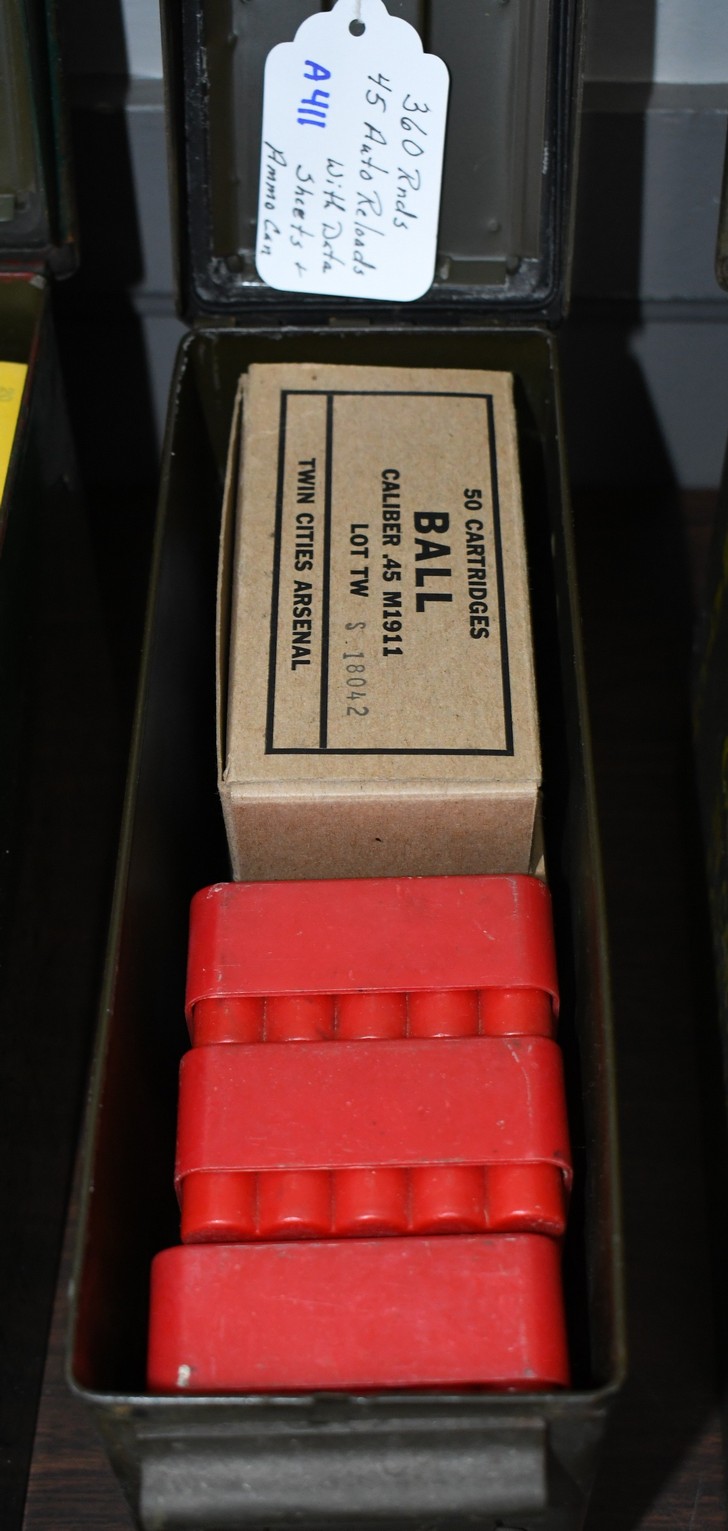 360 Rnds
45 Auto Reloads
With Data
Sheets +
Ammo Can
A411
50 CARTRIDGES
BALL
CALIBER .45 M1911
LOT TW S.18042
TWIN CITIES ARSENAL